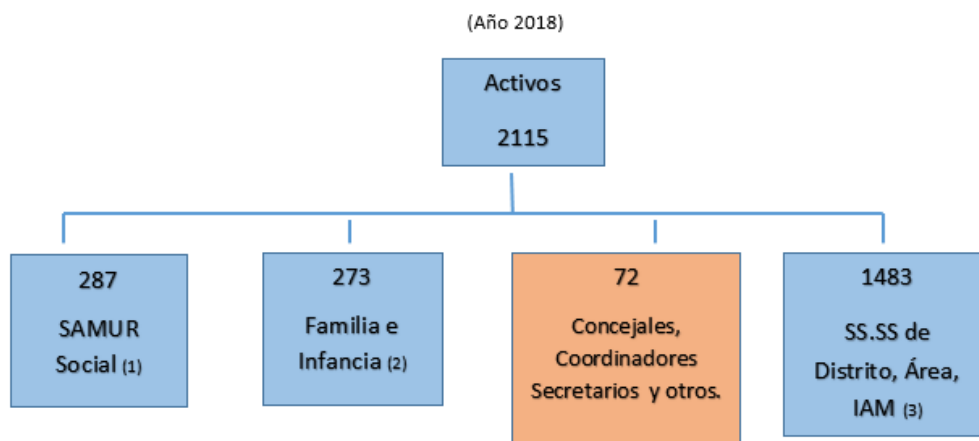 (Año 2018)
Activos
2115
287
SAMUR
Social (1)
273
Familia e
Infancia (2)
72
Concejales,
Coordinadores
Secretarios y otros.
1483
SS.SS de
Distrito, Área,
IAM (3)